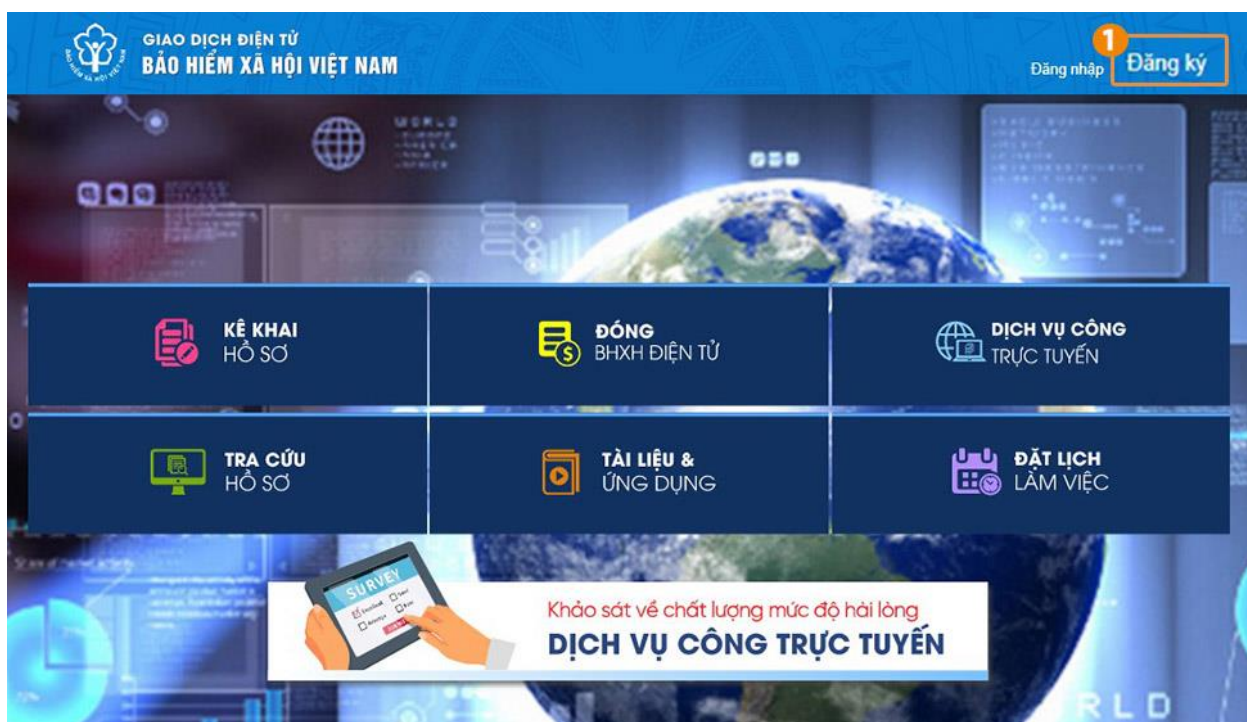 GIAO DỊCH ĐIỆN TỬ
BẢO HIỂM XÃ HỘI VIỆT NAM
1
Đăng nhập
Đăng ký
WORLD
KÊ KHAI
HỒ SƠ
ĐÓNG
BHXH ĐIỆN TỬ
DỊCH VỤ CÔNG
TRỰC TUYẾN
TRA CỨU
HỒ SƠ
TÀI LIỆU &
ỨNG DỤNG
ĐẶT LỊCH
LÀM VIỆC
SURVEY
Khảo sát về chất lượng mức độ hài lòng
DỊCH VỤ CÔNG TRỰC TUYẾN
RLD